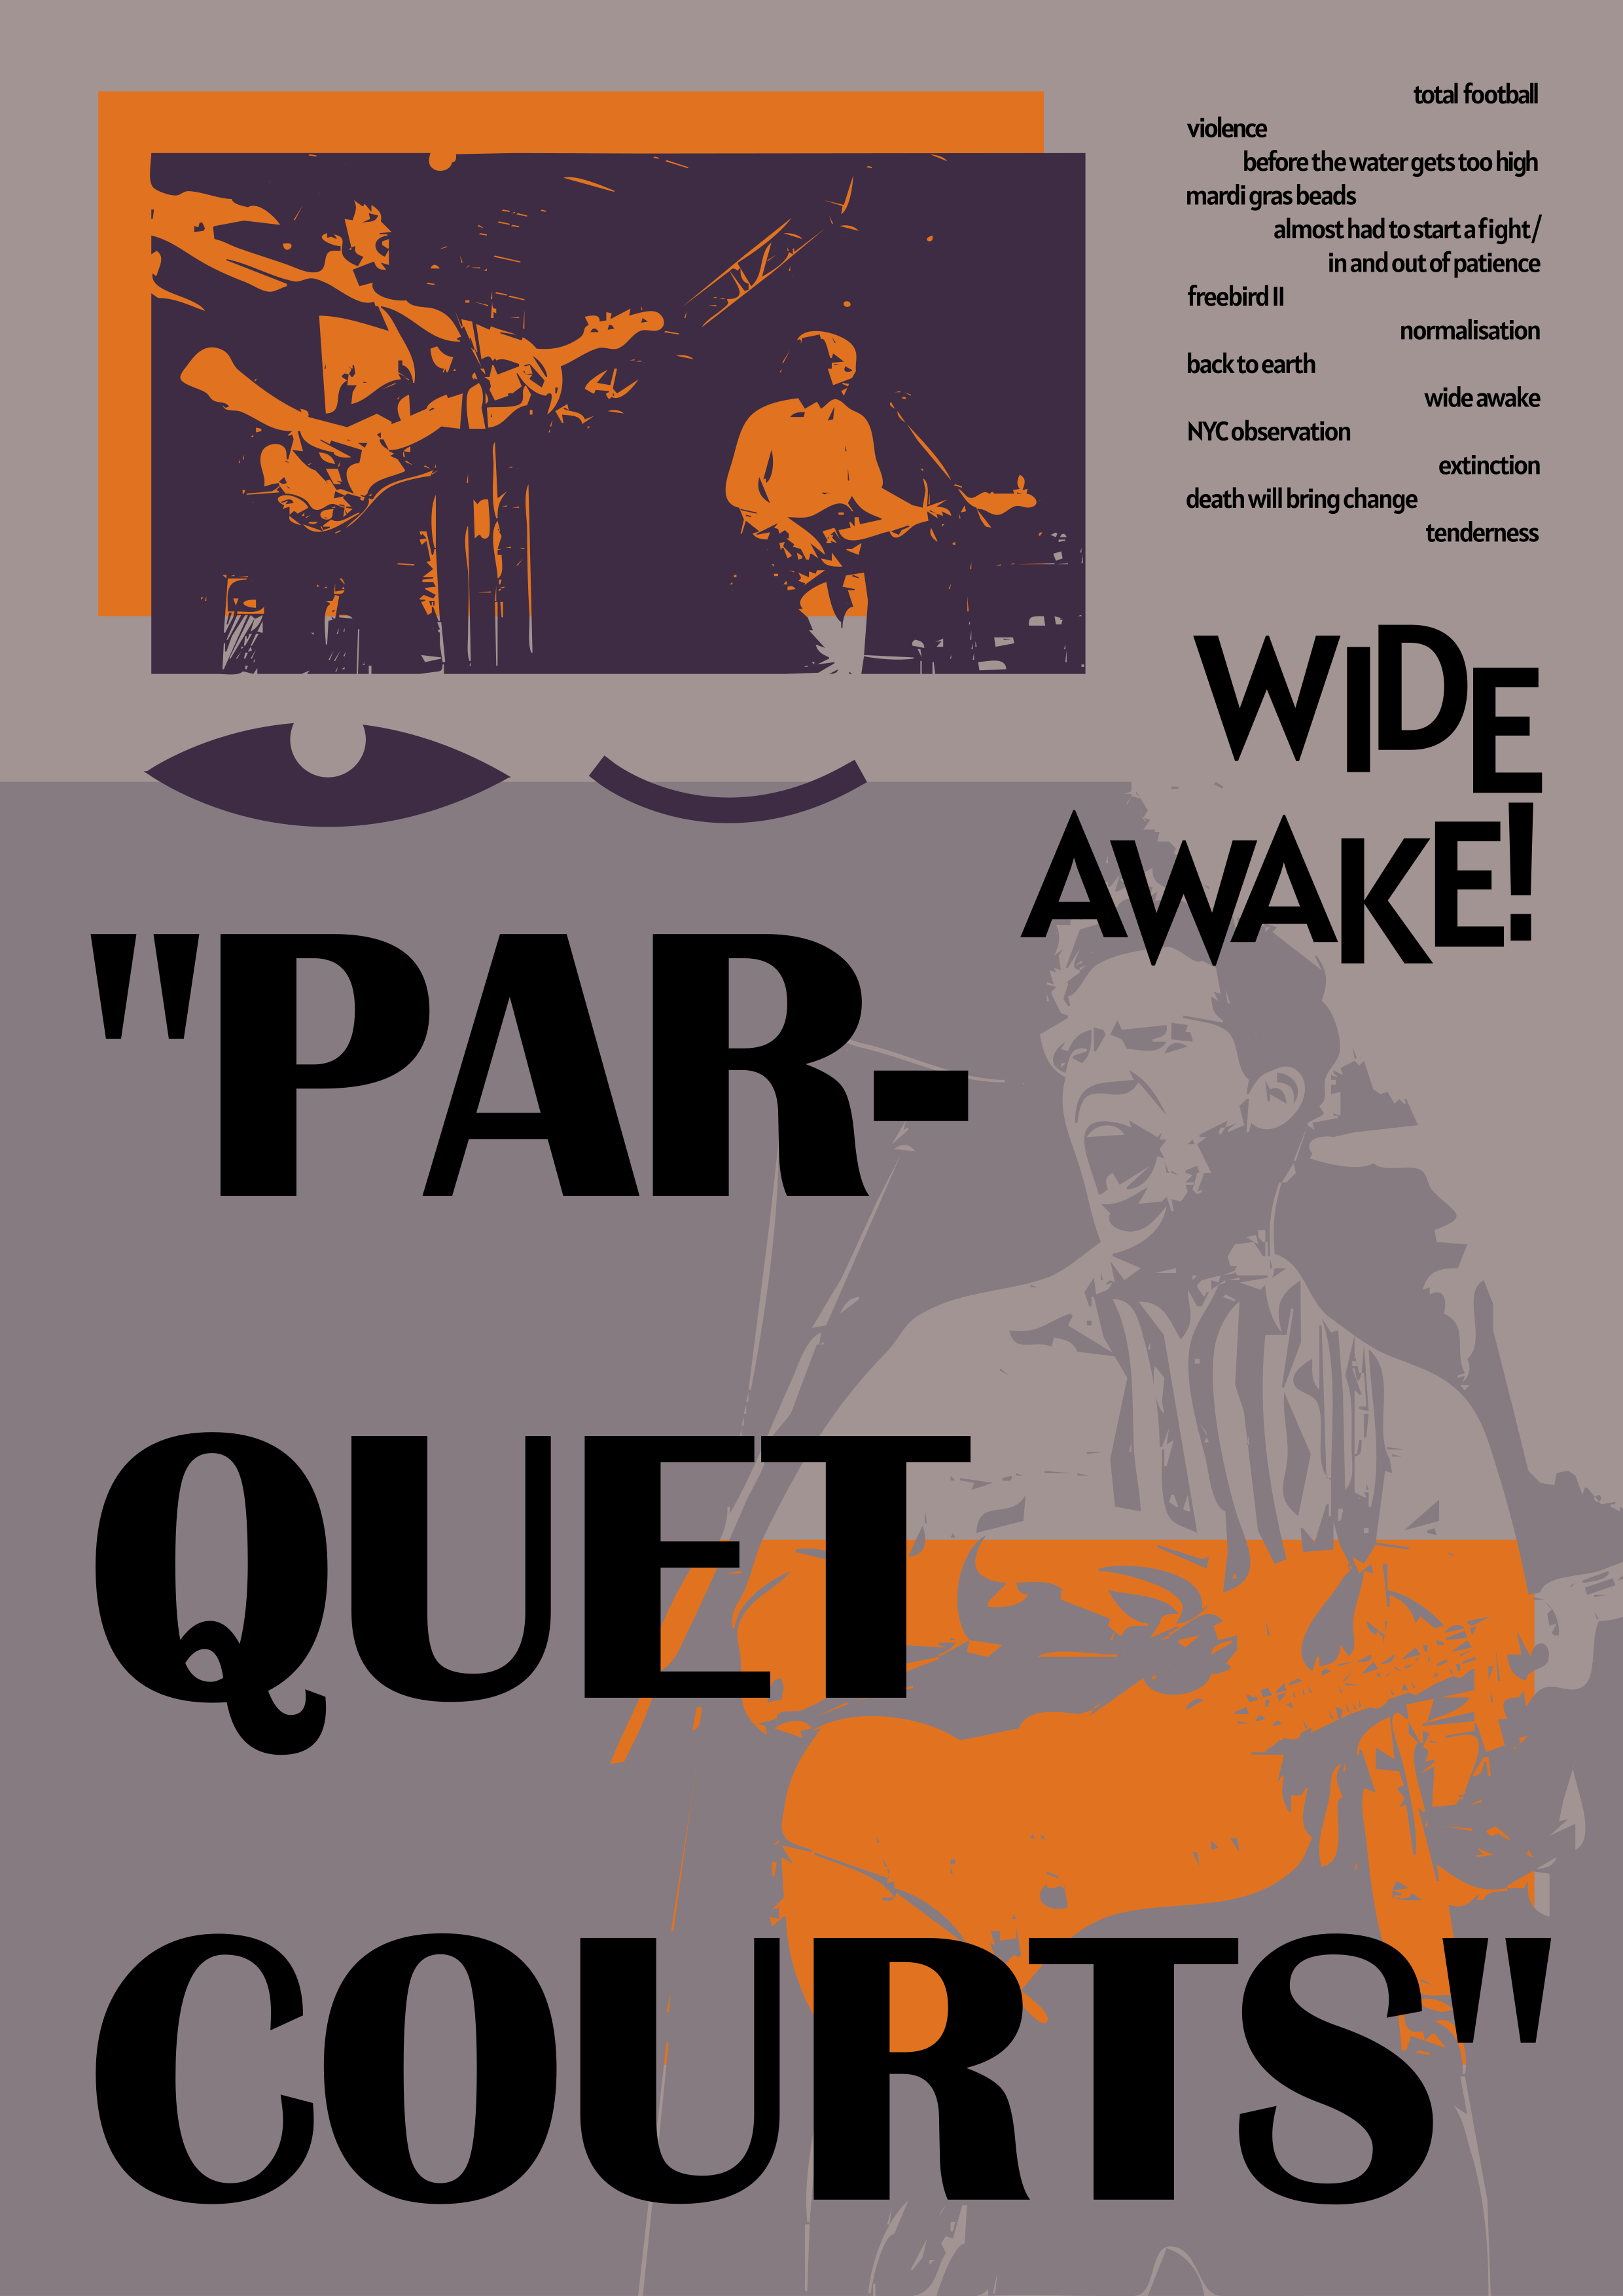 total football
violence
before the water gets too high
mardi gras beads
almost had to start a fight/
in and out of patience
freebird II
normalisation
back to earth
wide awake
NYC observation
extinction
death will bring change
tenderness
WIDE
AWAKE!
"PAR-
QUET
COURTS"